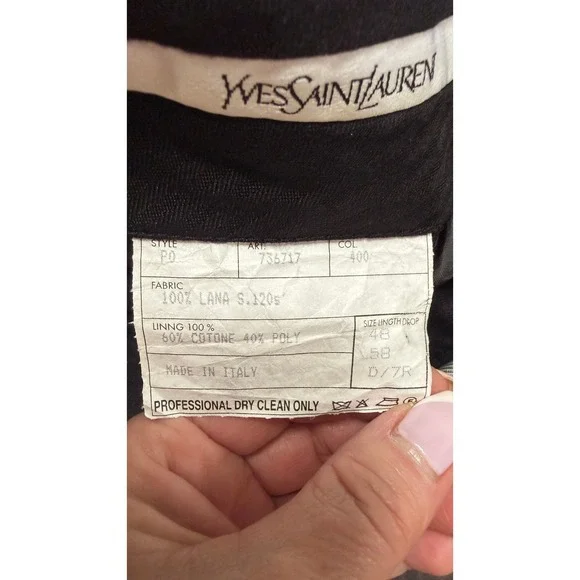 YVESSAINTLAUREN
STYLE ART. COL
PO 736717 400
FABRIC
100% LANA S.120s'
LINNG 100 % SIZE LENGTH DROP
60% COTONE 40% POLY 48
58
MADE IN ITALY D/7R
PROFESSIONAL DRY CLEAN ONLY